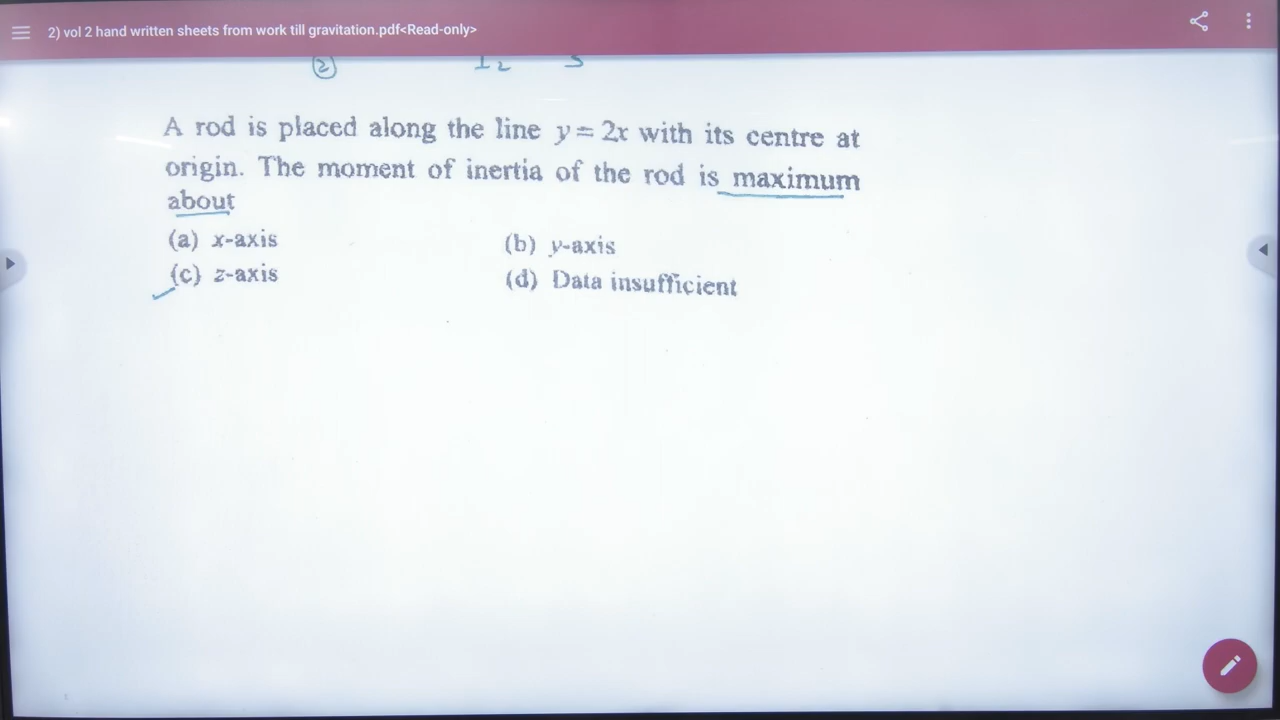 2) vol 2 hand written sheets from work till gravitation.pdf<Read-only>
A rod is placed along the line y = 2x with its centre at
origin. The moment of inertia of the rod is maximum
about
(a) x-axis (b) y-axis
(c) z-axis (d) Data insufficient